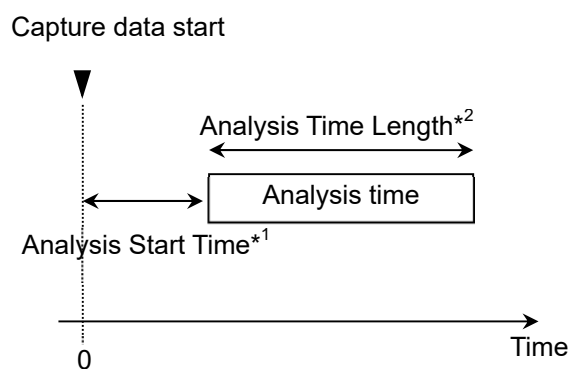 Capture data start
Analysis Time Length*2
Analysis time
Analysis Start Time*1
Time
0